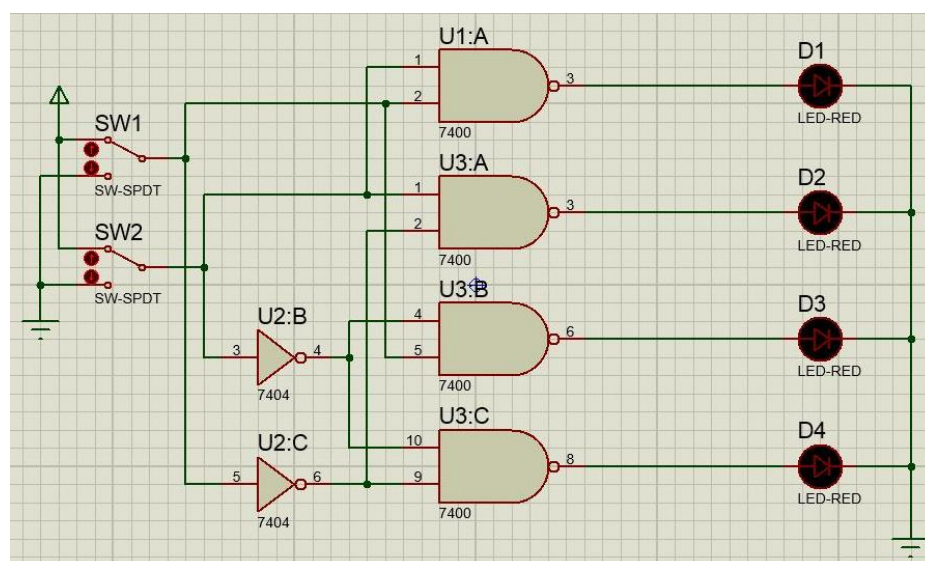 U1:A
1
2
3
7400
D1
LED-RED
SW1
SW-SPDT
U3:A
1
2
3
7400
D2
LED-RED
SW2
SW-SPDT
U3:B
4
5
6
7400
D3
LED-RED
U2:B
3
4
7404
U3:C
10
9
8
7400
D4
LED-RED
U2:C
5
6
7404